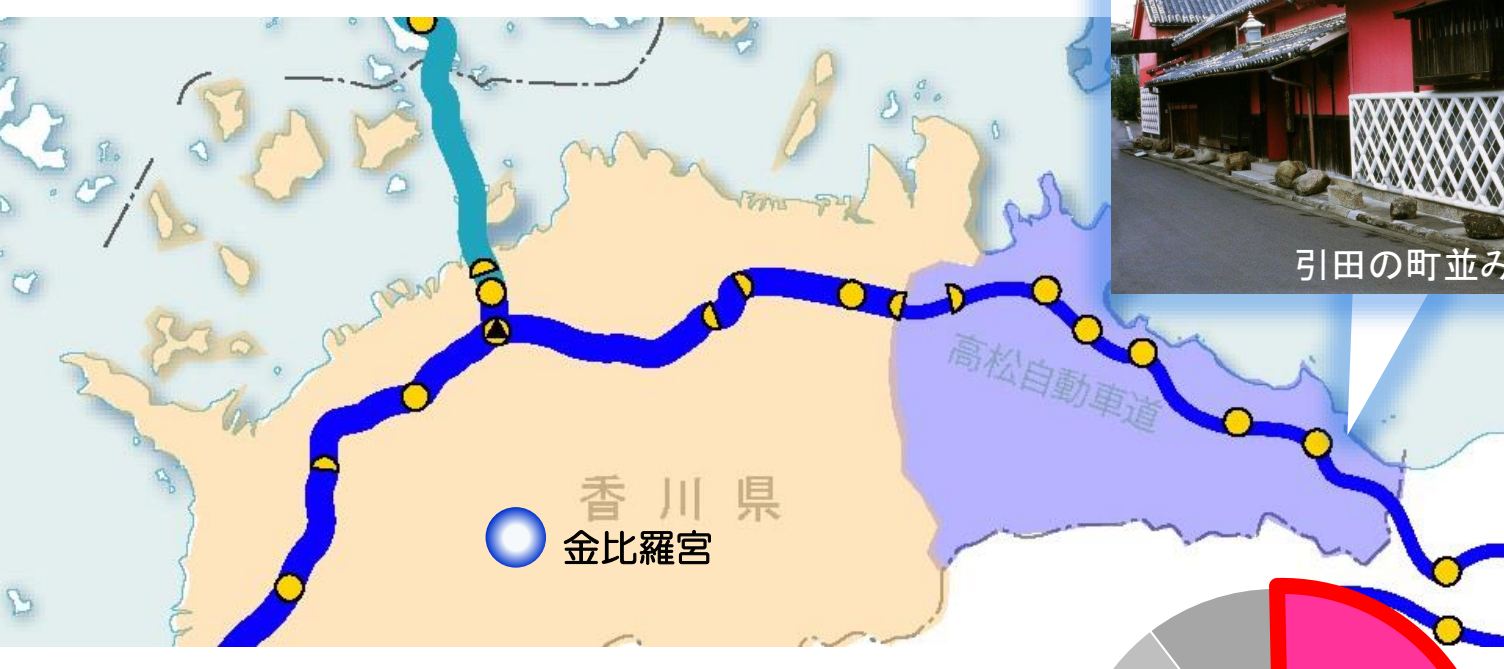 引田の町並み
高松自動車道
香川県
金比羅宮